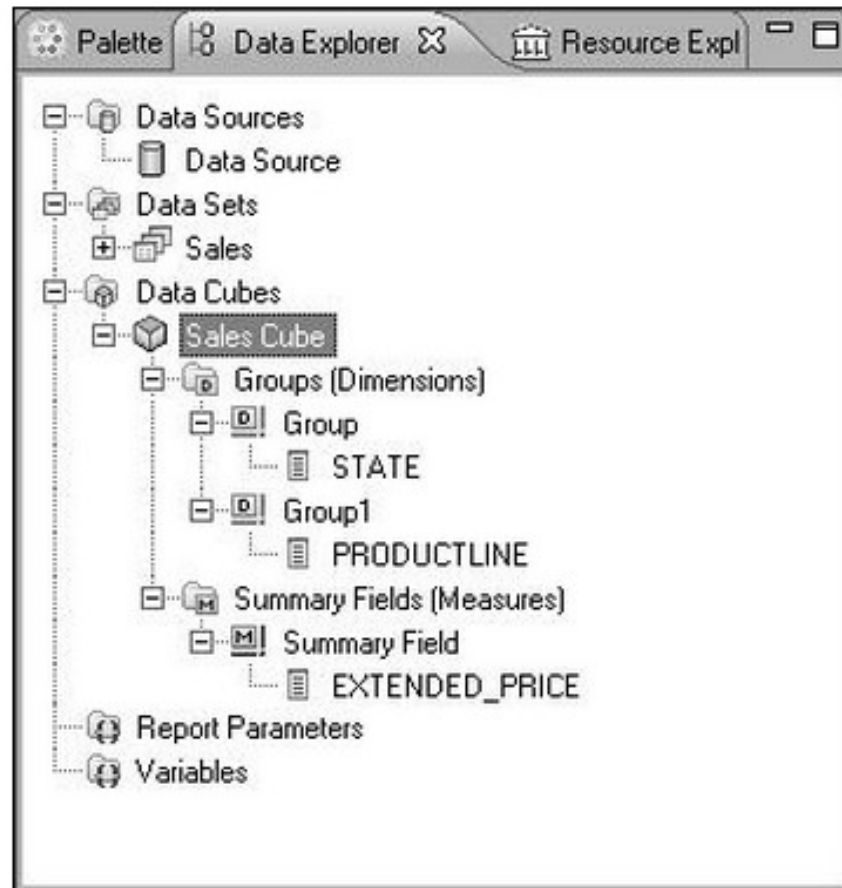 Palette Data Explorer Resource Expl
Data Sources
Data Source
Data Sets
Sales
Data Cubes
Sales Cube
Groups (Dimensions)
Group
STATE
Group1
PRODUCTLINE
Summary Fields (Measures)
Summary Field
EXTENDED_PRICE
Report Parameters
Variables